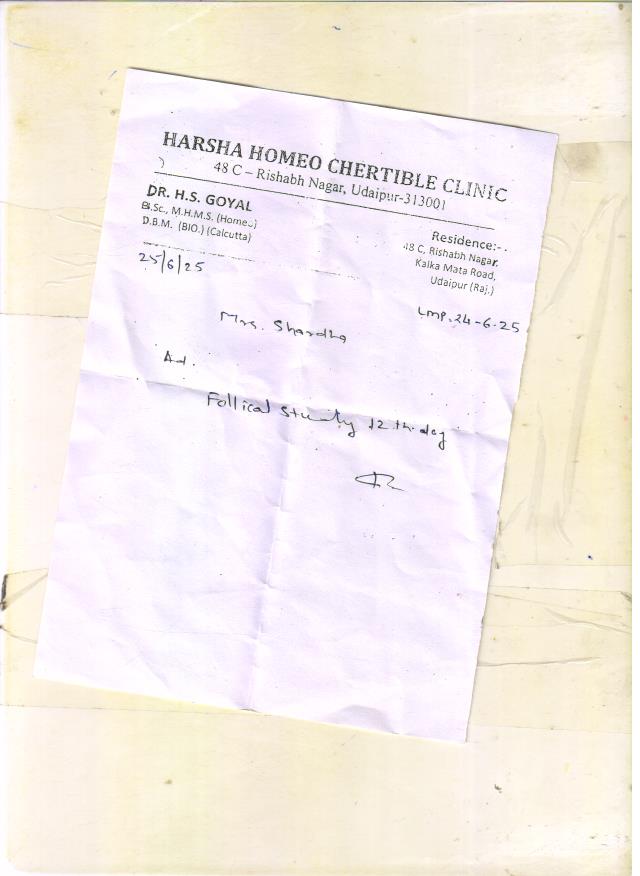 HARSHA HOMEO CHERTIBLE CLINIC
48 C – Rishabh Nagar, Udaipur-313001
DR. H.S. GOYAL
B.Sc., M.H.M.S. (Homeo)
D.B.M. (BIO.) (Calcutta)
Residence:-
48 C, Rishabh Nagar,
Kalka Mata Road,
Udaipur (Raj.)
25/6/25
LMP. 24-6-25
Mrs. Shardha
Ad.
Follical Study 12 th day